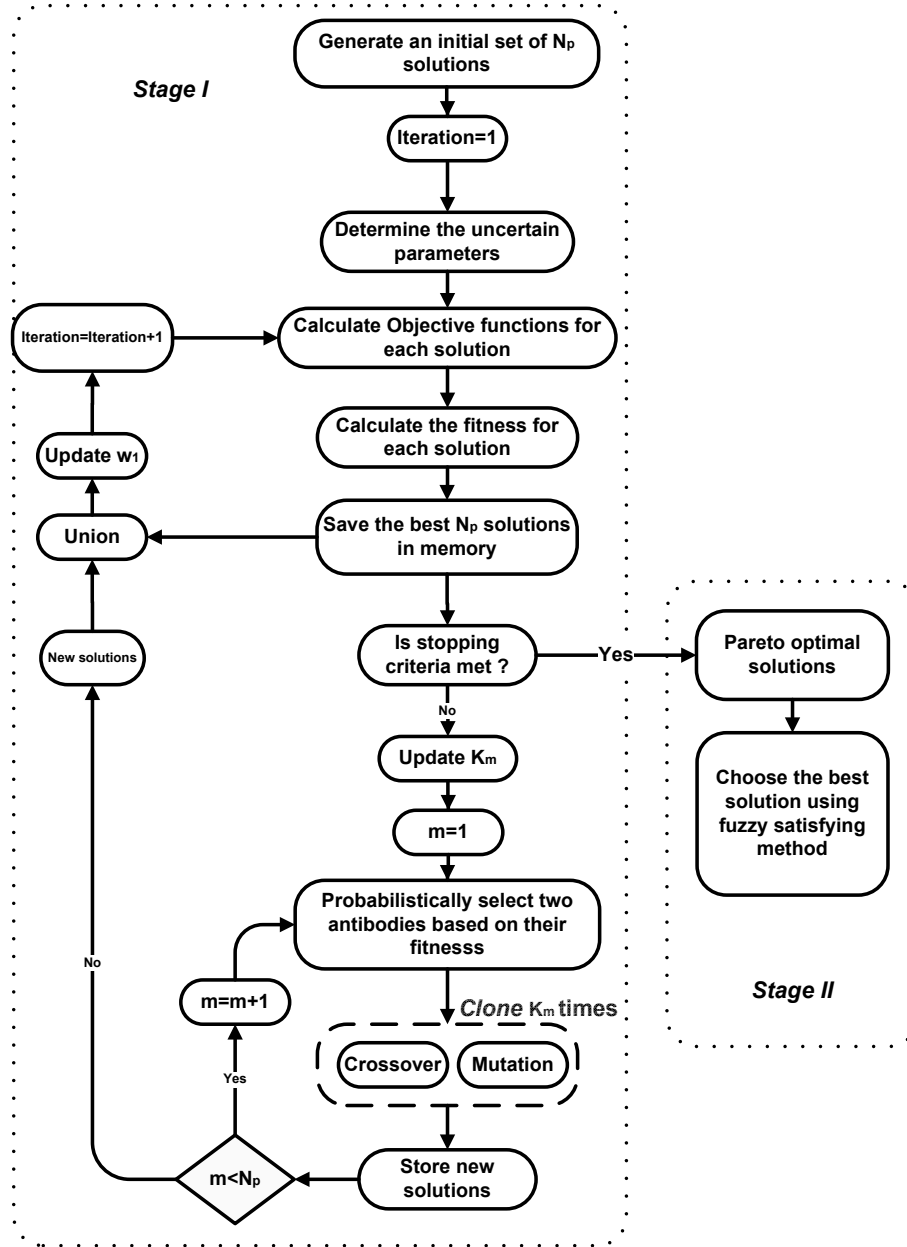 Generate an initial set of Np
solutions
Stage I
Iteration=1
Determine the uncertain
parameters
Iteration=Iteration+1
Calculate Objective functions for
each solution
Calculate the fitness for
each solution
Update w1
Save the best Np solutions
in memory
Union
New solutions
Is stopping
criteria met ?
Yes
Pareto optimal
solutions
No
Update Km
Choose the best
solution using
fuzzy satisfying
method
m=1
Probabilistically select two
antibodies based on their
fitnesss
No
m=m+1
Clone Km times
Stage II
Crossover
Mutation
Yes
m<Np
Store new
solutions